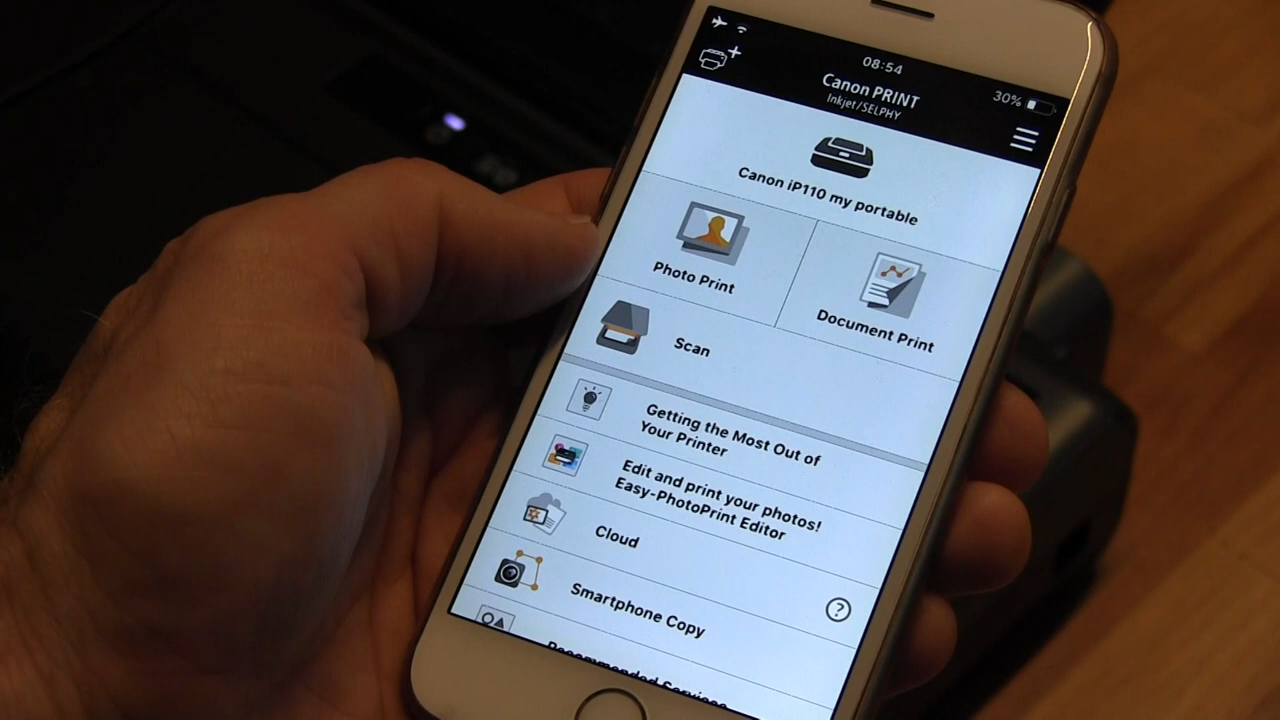 08:54
30%
Canon PRINT
Inkjet/SELPHY
Canon iP110 my portable
Photo Print
Document Print
Scan
Getting the Most Out of
Your Printer
Edit and print your photos!
Easy-PhotoPrint Editor
Cloud
Smartphone Copy
?
Recommended Services